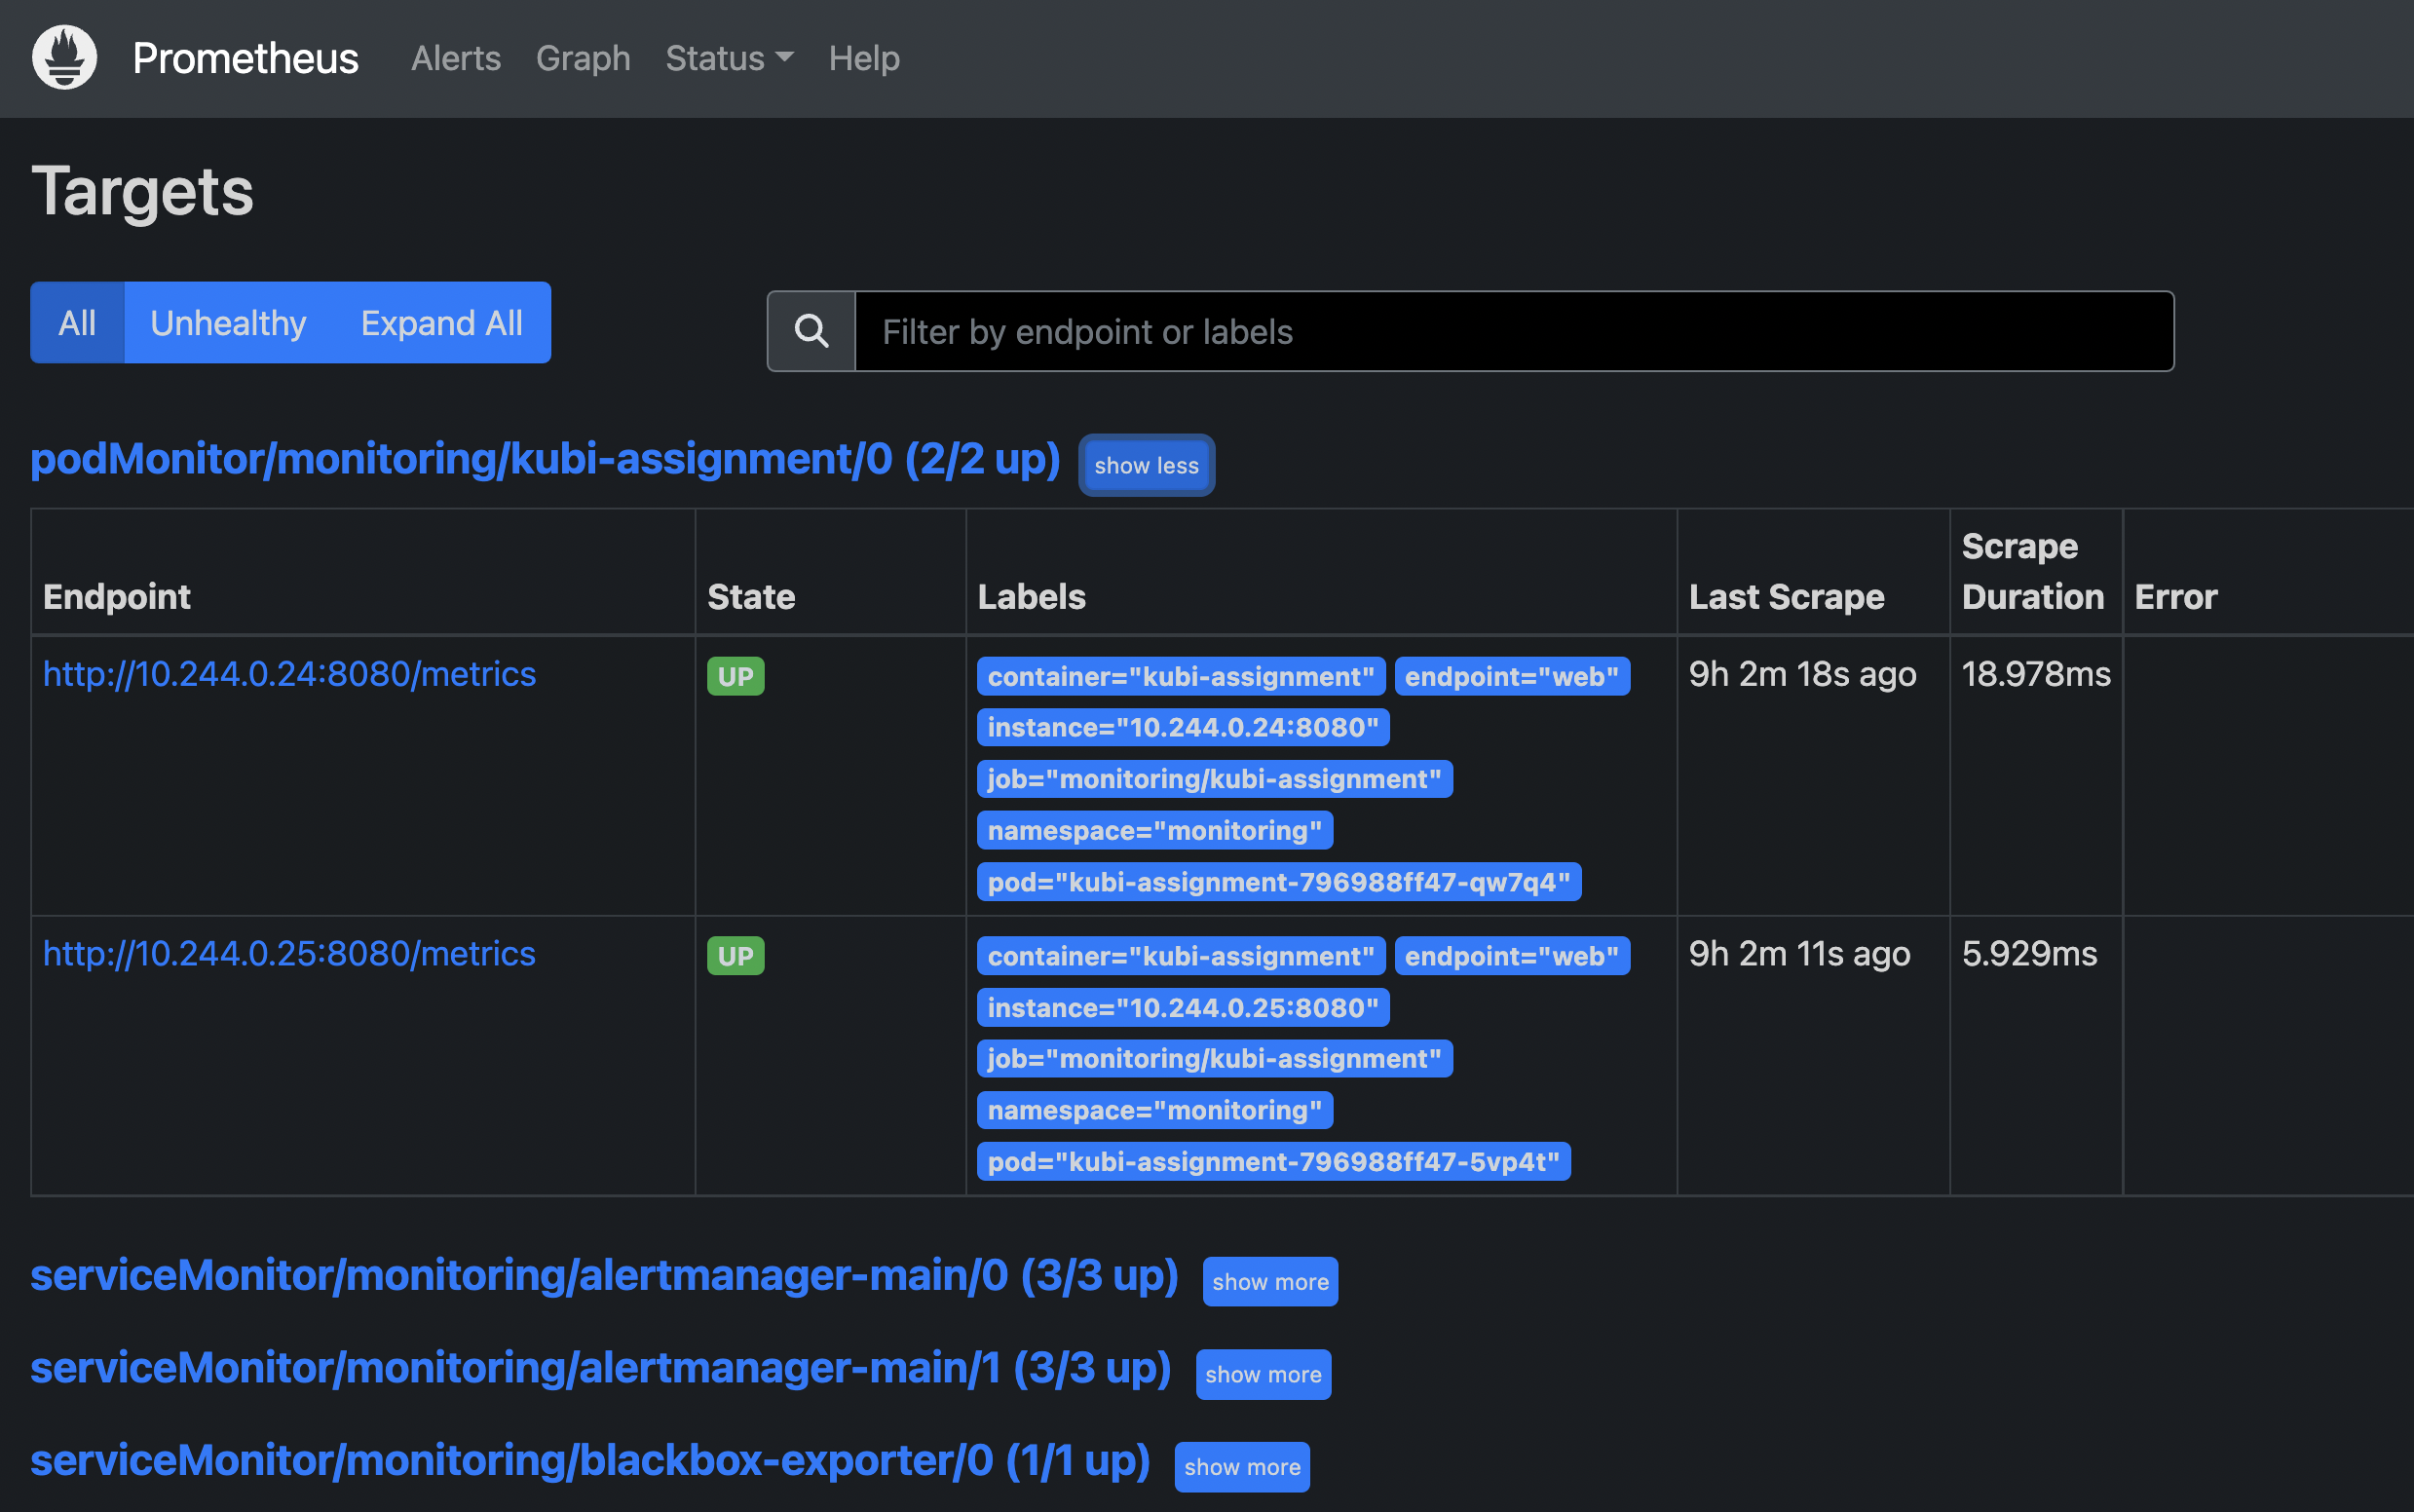 Prometheus Alerts Graph Status Help
Targets
All Unhealthy Expand All Filter by endpoint or labels
podMonitor/monitoring/kubi-assignment/0 (2/2 up) show less
Endpoint State Labels Last Scrape Scrape Duration Error
http://10.244.0.24:8080/metrics UP container="kubi-assignment" endpoint="web" 9h 2m 18s ago 18.978ms
instance="10.244.0.24:8080"
job="monitoring/kubi-assignment"
namespace="monitoring"
pod="kubi-assignment-796988ff47-qw7q4"
http://10.244.0.25:8080/metrics UP container="kubi-assignment" endpoint="web" 9h 2m 11s ago 5.929ms
instance="10.244.0.25:8080"
job="monitoring/kubi-assignment"
namespace="monitoring"
pod="kubi-assignment-796988ff47-5vp4t"
serviceMonitor/monitoring/alertmanager-main/0 (3/3 up) show more
serviceMonitor/monitoring/alertmanager-main/1 (3/3 up) show more
serviceMonitor/monitoring/blackbox-exporter/0 (1/1 up) show more